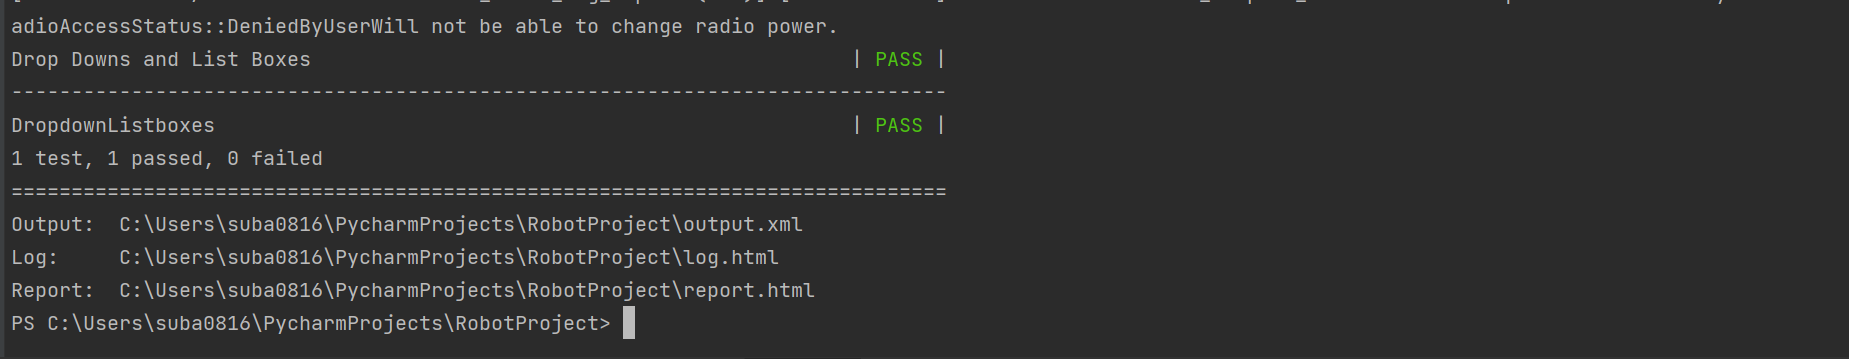 adioAccessStatus::DeniedByUserWill not be able to change radio power.
Drop Downs and List Boxes | PASS |
------------------------------------------------------------------------------
DropdownListboxes | PASS |
1 test, 1 passed, 0 failed
==============================================================================
Output: C:\Users\suba0816\PycharmProjects\RobotProject\output.xml
Log: C:\Users\suba0816\PycharmProjects\RobotProject\log.html
Report: C:\Users\suba0816\PycharmProjects\RobotProject\report.html
PS C:\Users\suba0816\PycharmProjects\RobotProject>